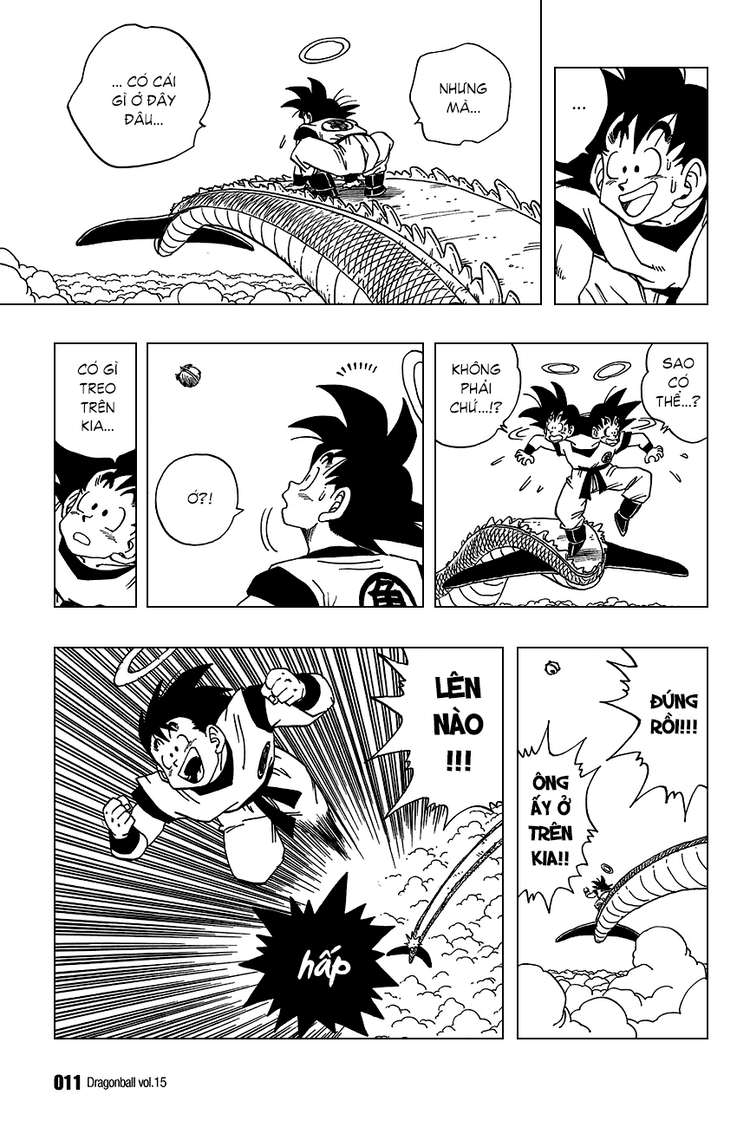 ...
NHƯNG
MÀ...
... CÓ CÁI
GÌ Ở ĐÂY
ĐÂU...
SAO
CÓ
THỂ...?
KHÔNG
PHẢI
CHỨ...!?
Ớ?!
CÓ GÌ
TREO
TRÊN
KIA...
ĐÚNG
RỒI!!!
ÔNG
ẤY Ở
TRÊN
KIA!!
LÊN
NÀO
!!!
hấp
011 Dragonball vol.15